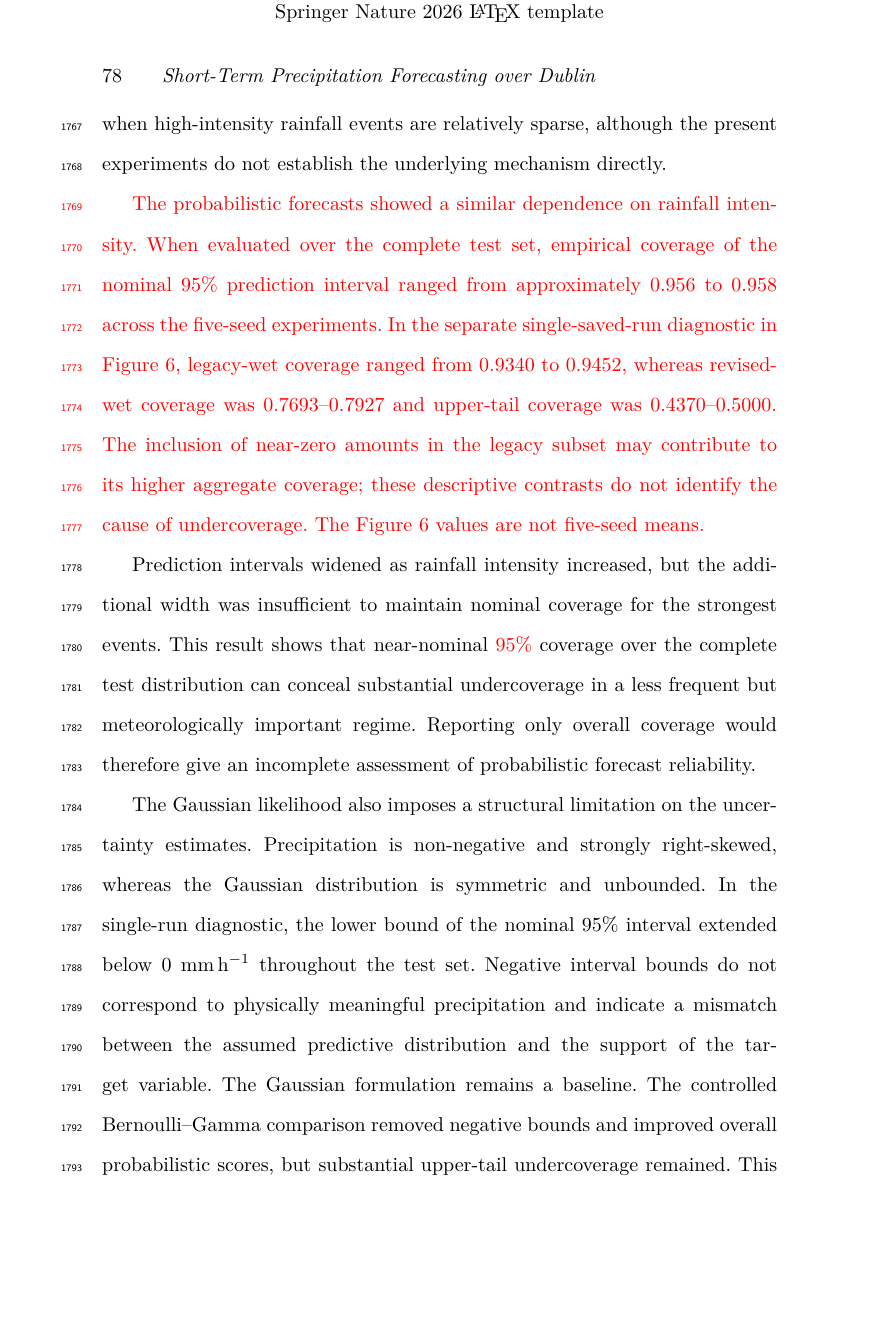 Springer Nature 2026 LATEX template
78 Short-Term Precipitation Forecasting over Dublin
1767 when high-intensity rainfall events are relatively sparse, although the present
1768 experiments do not establish the underlying mechanism directly.
1769 The probabilistic forecasts showed a similar dependence on rainfall inten-
1770 sity. When evaluated over the complete test set, empirical coverage of the
1771 nominal 95% prediction interval ranged from approximately 0.956 to 0.958
1772 across the five-seed experiments. In the separate single-saved-run diagnostic in
1773 Figure 6, legacy-wet coverage ranged from 0.9340 to 0.9452, whereas revised-
1774 wet coverage was 0.7693–0.7927 and upper-tail coverage was 0.4370–0.5000.
1775 The inclusion of near-zero amounts in the legacy subset may contribute to
1776 its higher aggregate coverage; these descriptive contrasts do not identify the
1777 cause of undercoverage. The Figure 6 values are not five-seed means.
1778 Prediction intervals widened as rainfall intensity increased, but the addi-
1779 tional width was insufficient to maintain nominal coverage for the strongest
1780 events. This result shows that near-nominal 95% coverage over the complete
1781 test distribution can conceal substantial undercoverage in a less frequent but
1782 meteorologically important regime. Reporting only overall coverage would
1783 therefore give an incomplete assessment of probabilistic forecast reliability.
1784 The Gaussian likelihood also imposes a structural limitation on the uncer-
1785 tainty estimates. Precipitation is non-negative and strongly right-skewed,
1786 whereas the Gaussian distribution is symmetric and unbounded. In the
1787 single-run diagnostic, the lower bound of the nominal 95% interval extended
1788 below 0 mm h⁻¹ throughout the test set. Negative interval bounds do not
1789 correspond to physically meaningful precipitation and indicate a mismatch
1790 between the assumed predictive distribution and the support of the tar-
1791 get variable. The Gaussian formulation remains a baseline. The controlled
1792 Bernoulli–Gamma comparison removed negative bounds and improved overall
1793 probabilistic scores, but substantial upper-tail undercoverage remained. This